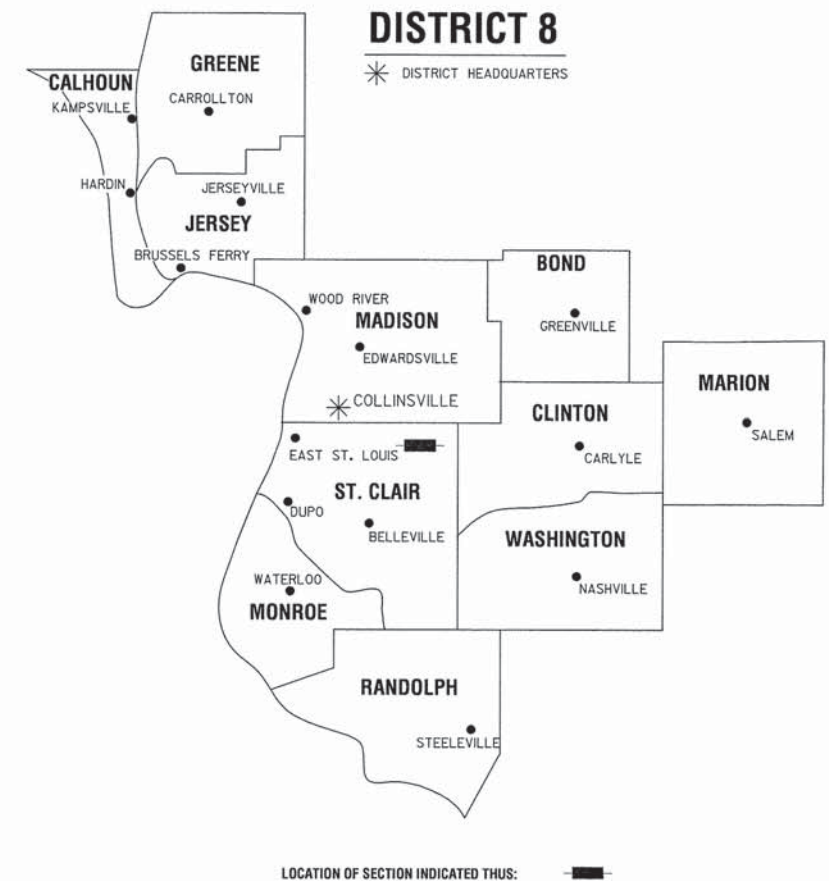 DISTRICT 8
DISTRICT HEADQUARTERS
GREENE
CALHOUN
KAMPSVILLE
CARROLLTON
HARDIN
JERSEYVILLE
JERSEY
BRUSSELS FERRY
BOND
WOOD RIVER
MADISON
GREENVILLE
EDWARDSVILLE
MARION
COLLINSVILLE
CLINTON
SALEM
EAST ST. LOUIS
CARLYLE
ST. CLAIR
DUPO
BELLEVILLE
WASHINGTON
WATERLOO
NASHVILLE
MONROE
RANDOLPH
STEELEVILLE
LOCATION OF SECTION INDICATED THUS: